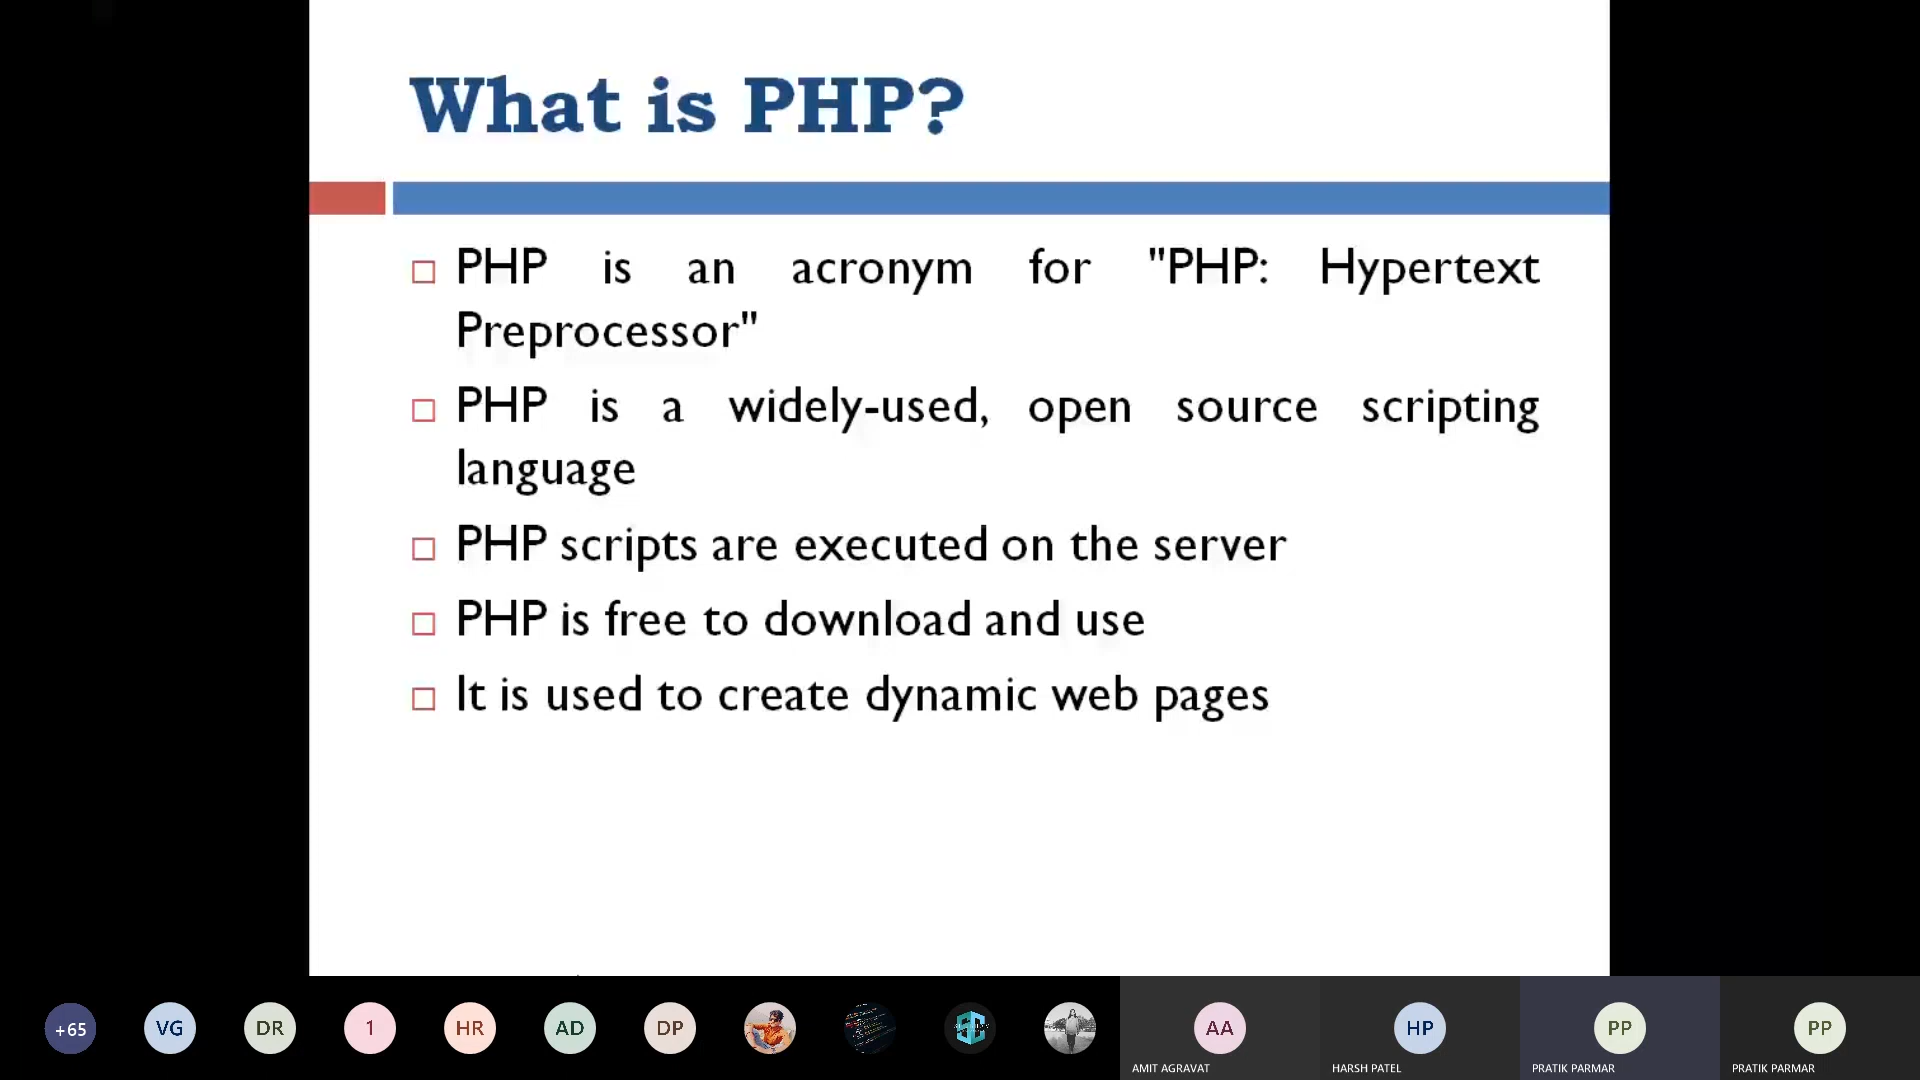 What is PHP?
PHP is an acronym for "PHP: Hypertext
Preprocessor"
PHP is a widely-used, open source scripting
language
PHP scripts are executed on the server
PHP is free to download and use
It is used to create dynamic web pages
+65
VG
DR
1
HR
AD
DP
AA
HP
PP
PP
AMIT AGRAVAT
HARSH PATEL
PRATIK PARMAR
PRATIK PARMAR